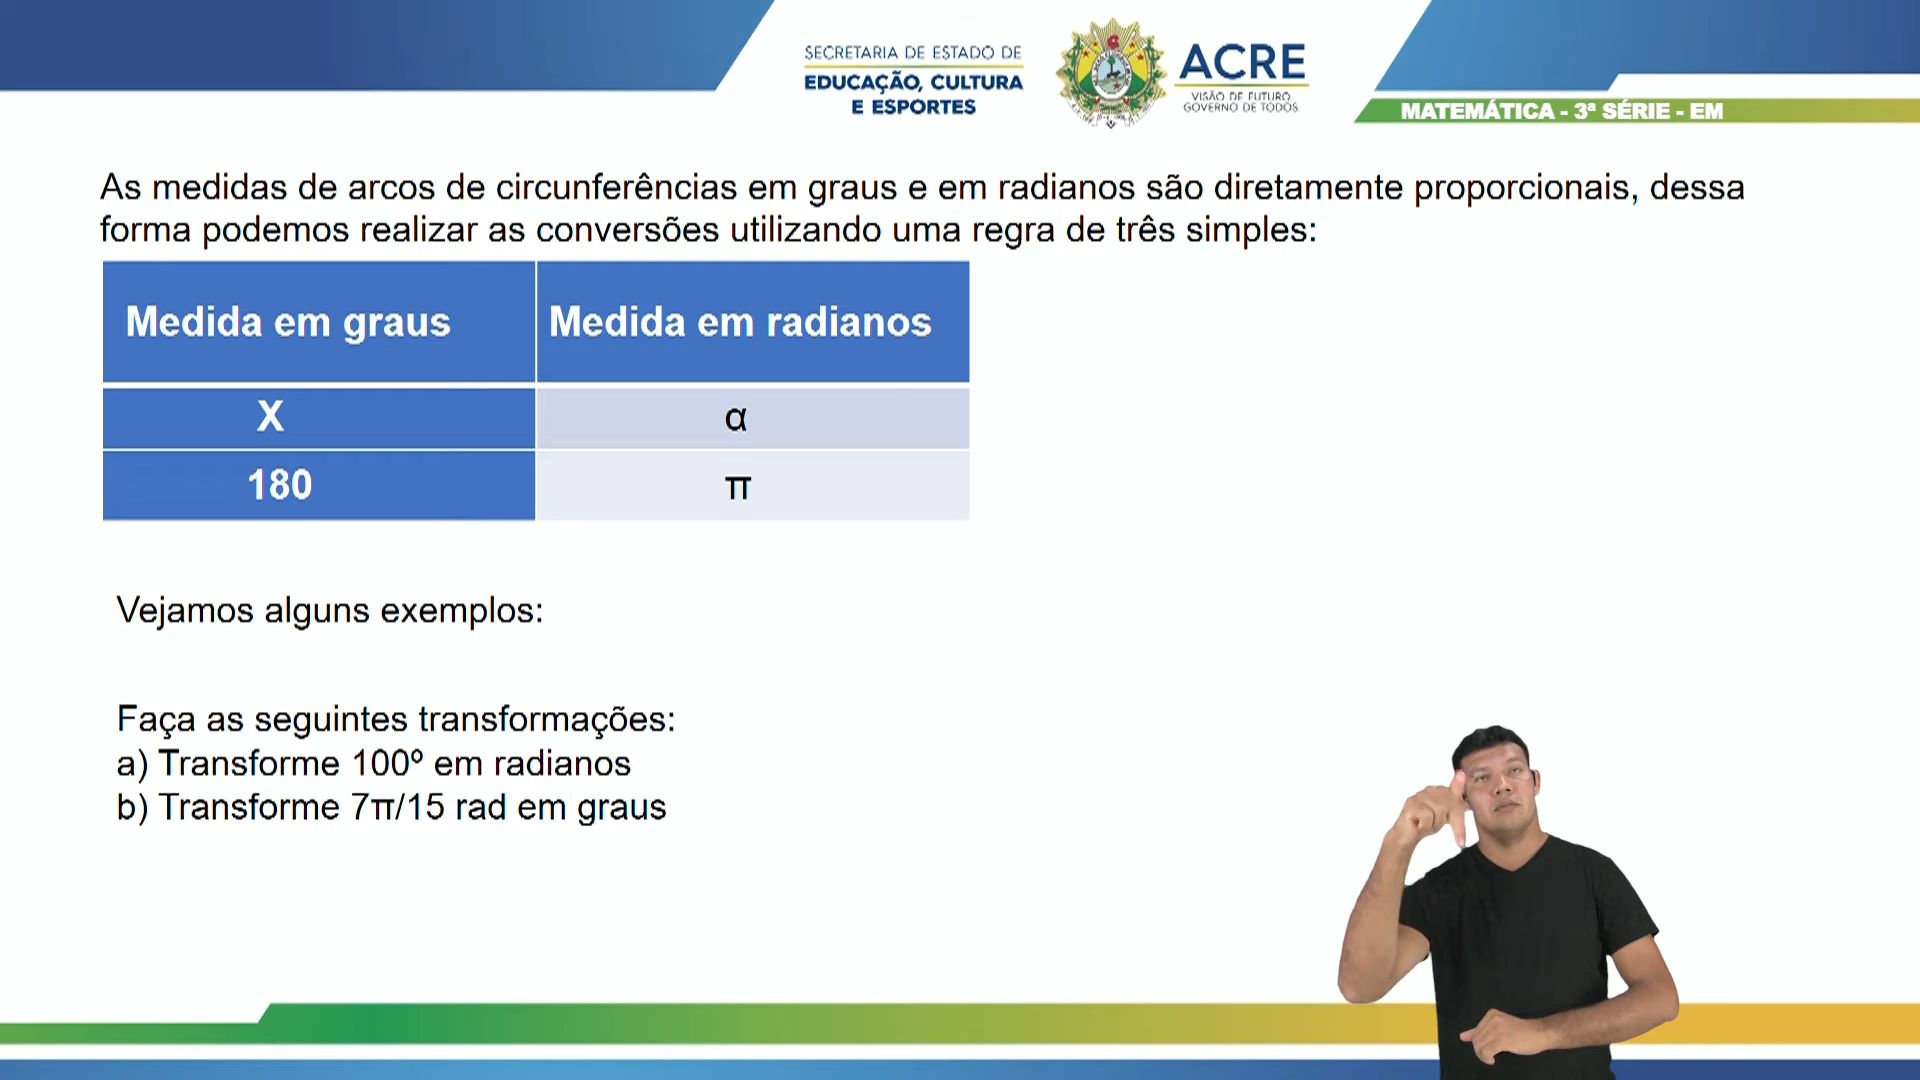 SECRETARIA DE ESTADO DE
EDUCAÇÃO, CULTURA
E ESPORTES
ACRE
VISÃO DE FUTURO
GOVERNO DE TODOS.
MATEMÁTICA - 3ª SÉRIE - EM
As medidas de arcos de circunferências em graus e em radianos são diretamente proporcionais, dessa
forma podemos realizar as conversões utilizando uma regra de três simples:
Medida em graus Medida em radianos
X α
180 π
Vejamos alguns exemplos:
Faça as seguintes transformações:
a) Transforme 100º em radianos
b) Transforme 7π/15 rad em graus